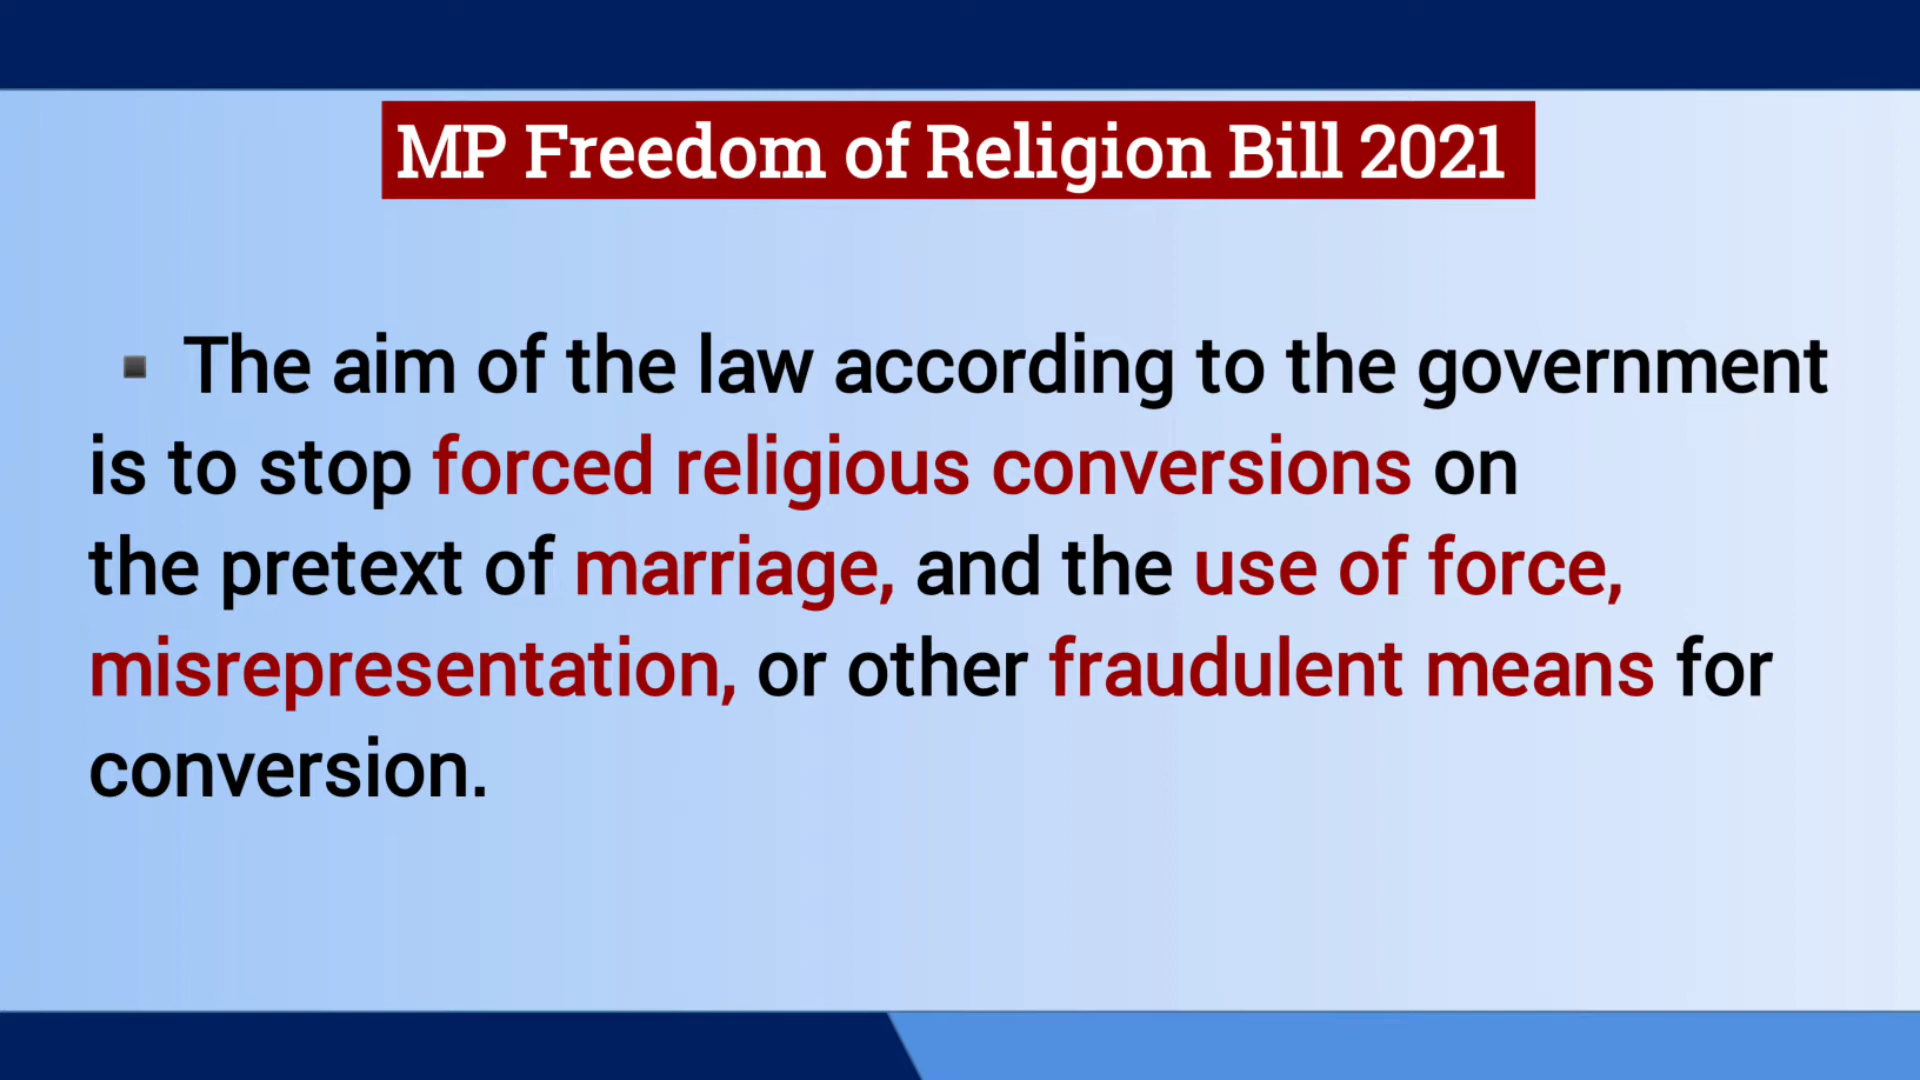 MP Freedom of Religion Bill 2021
▪ The aim of the law according to the government
is to stop forced religious conversions on
the pretext of marriage, and the use of force,
misrepresentation, or other fraudulent means for
conversion.